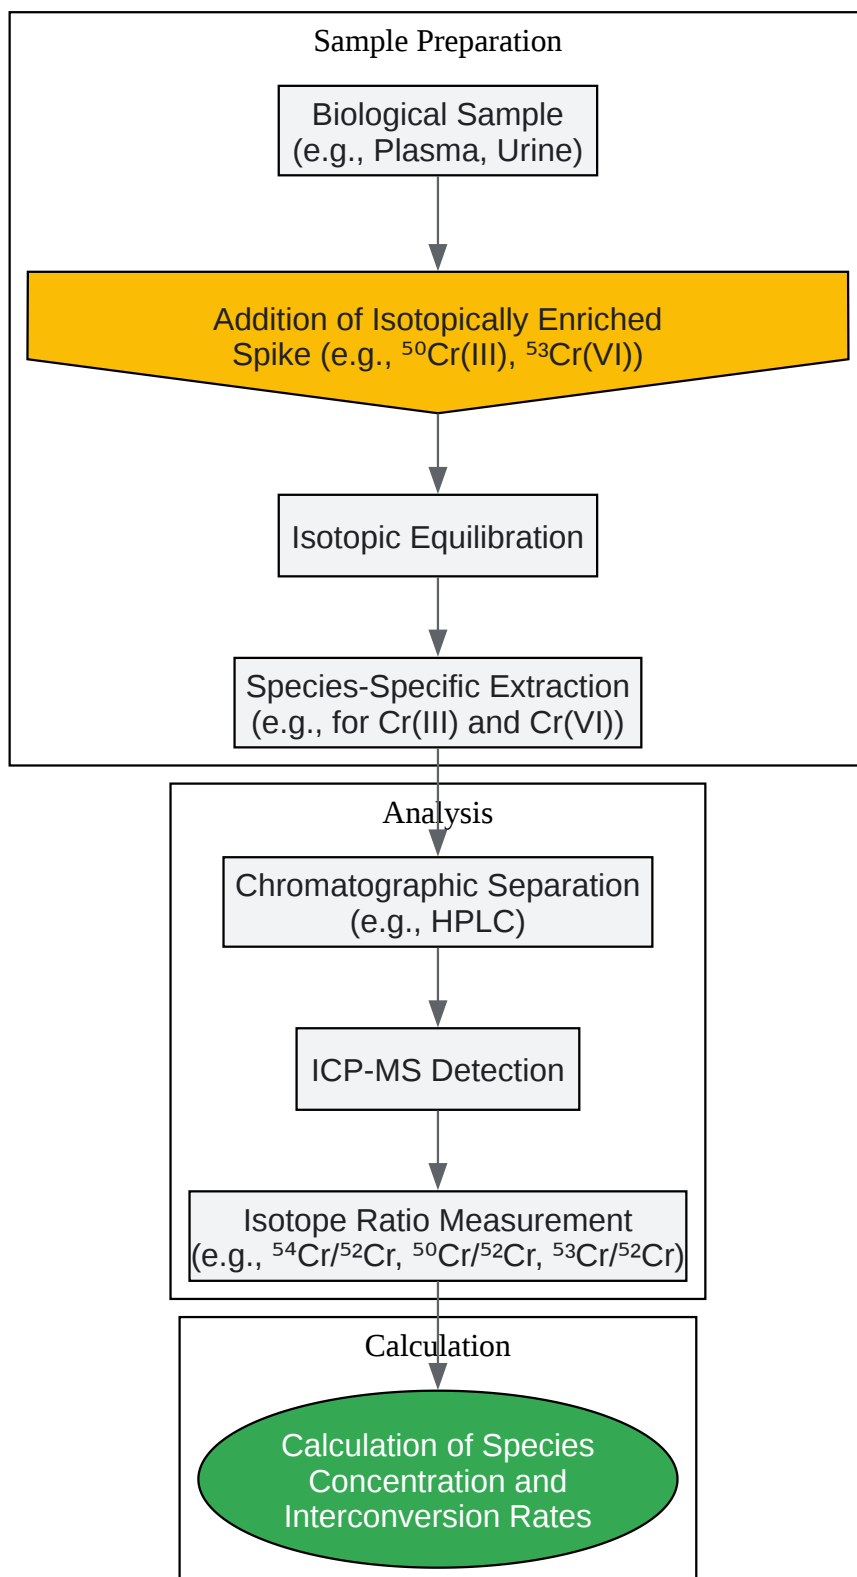 Sample Preparation
Biological Sample
(e.g., Plasma, Urine)
Addition of Isotopically Enriched
Spike (e.g., ⁵⁰Cr(III), ⁵³Cr(VI))
Isotopic Equilibration
Species-Specific Extraction
(e.g., for Cr(III) and Cr(VI))
Analysis
Chromatographic Separation
(e.g., HPLC)
ICP-MS Detection
Isotope Ratio Measurement
(e.g., ⁵⁴Cr/⁵²Cr, ⁵⁰Cr/⁵²Cr, ⁵³Cr/⁵²Cr)
Calculation
Calculation of Species
Concentration and
Interconversion Rates